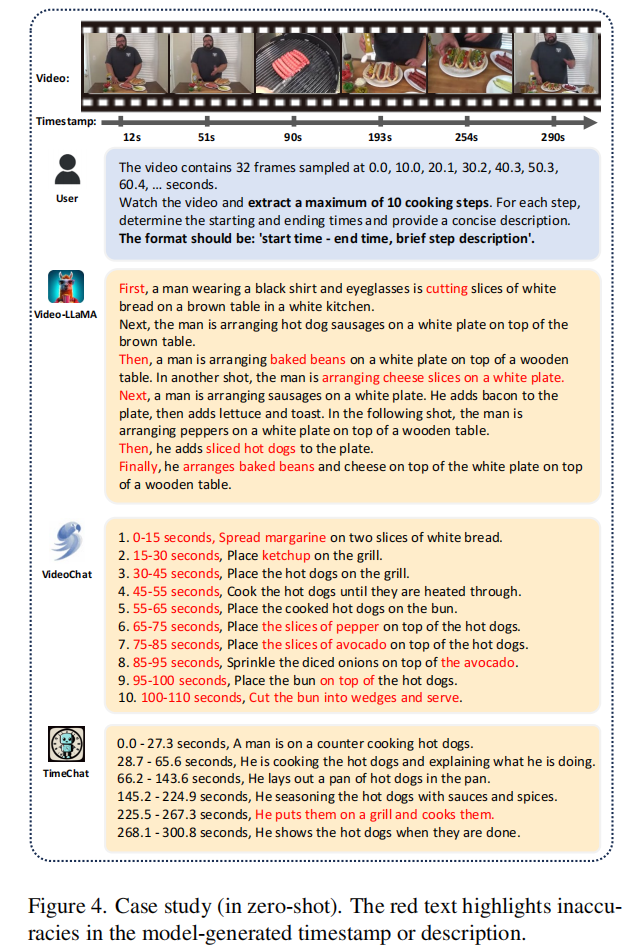 Video:
Timestamp:
12s 51s 90s 193s 254s 290s
User
The video contains 32 frames sampled at 0.0, 10.0, 20.1, 30.2, 40.3, 50.3,
60.4, ... seconds.
Watch the video and extract a maximum of 10 cooking steps. For each step,
determine the starting and ending times and provide a concise description.
The format should be: 'start time - end time, brief step description'.
Video-LLaMA
First, a man wearing a black shirt and eyeglasses is cutting slices of white
bread on a brown table in a white kitchen.
Next, the man is arranging hot dog sausages on a white plate on top of the
brown table.
Then, a man is arranging baked beans on a white plate on top of a wooden
table. In another shot, the man is arranging cheese slices on a white plate.
Next, a man is arranging sausages on a white plate. He adds bacon to the
plate, then adds lettuce and toast. In the following shot, the man is
arranging peppers on a white plate on top of a wooden table.
Then, he adds sliced hot dogs to the plate.
Finally, he arranges baked beans and cheese on top of the white plate on top
of a wooden table.
VideoChat
1. 0-15 seconds, Spread margarine on two slices of white bread.
2. 15-30 seconds, Place ketchup on the grill.
3. 30-45 seconds, Place the hot dogs on the grill.
4. 45-55 seconds, Cook the hot dogs until they are heated through.
5. 55-65 seconds, Place the cooked hot dogs on the bun.
6. 65-75 seconds, Place the slices of pepper on top of the hot dogs.
7. 75-85 seconds, Place the slices of avocado on top of the hot dogs.
8. 85-95 seconds, Sprinkle the diced onions on top of the avocado.
9. 95-100 seconds, Place the bun on top of the hot dogs.
10. 100-110 seconds, Cut the bun into wedges and serve.
TimeChat
0.0 - 27.3 seconds, A man is on a counter cooking hot dogs.
28.7 - 65.6 seconds, He is cooking the hot dogs and explaining what he is doing.
66.2 - 143.6 seconds, He lays out a pan of hot dogs in the pan.
145.2 - 224.9 seconds, He seasoning the hot dogs with sauces and spices.
225.5 - 267.3 seconds, He puts them on a grill and cooks them.
268.1 - 300.8 seconds, He shows the hot dogs when they are done.
Figure 4. Case study (in zero-shot). The red text highlights inaccu-
racies in the model-generated timestamp or description.